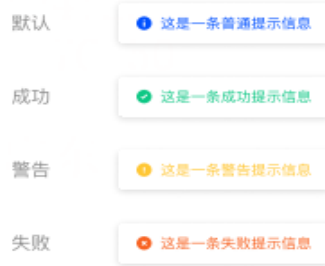 默认 这是一条普通提示信息
成功 这是一条成功提示信息
警告 这是一条警告提示信息
失败 这是一条失败提示信息